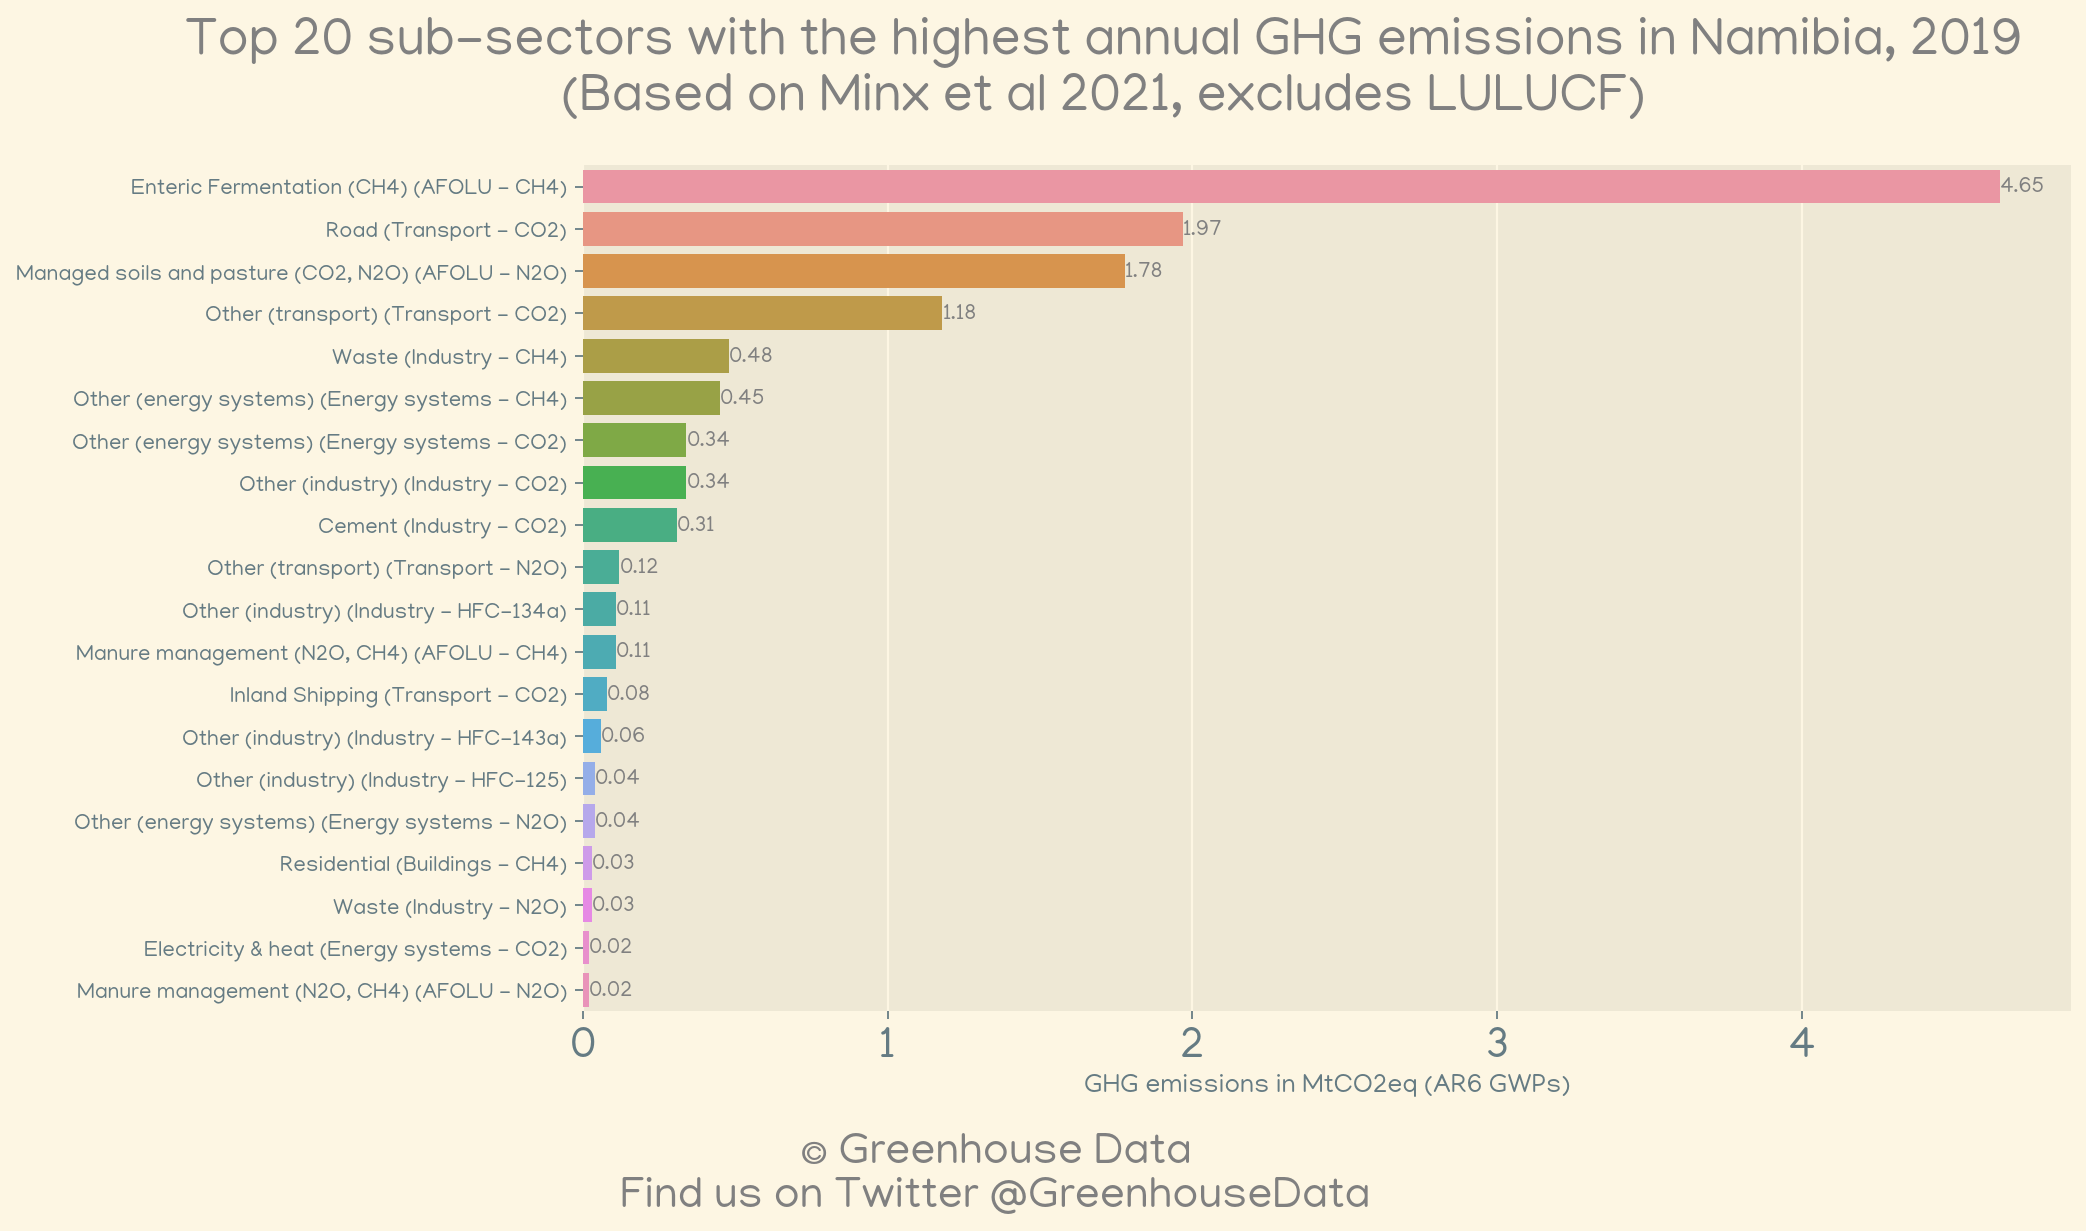 Top 20 sub-sectors with the highest annual GHG emissions in Namibia, 2019
(Based on Minx et al 2021, excludes LULUCF)
Enteric Fermentation (CH4) (AFOLU - CH4) 4.65
Road (Transport - CO2) 1.97
Managed soils and pasture (CO2, N2O) (AFOLU - N2O) 1.78
Other (transport) (Transport - CO2) 1.18
Waste (Industry - CH4) 0.48
Other (energy systems) (Energy systems - CH4) 0.45
Other (energy systems) (Energy systems - CO2) 0.34
Other (industry) (Industry - CO2) 0.34
Cement (Industry - CO2) 0.31
Other (transport) (Transport - N2O) 0.12
Other (industry) (Industry - HFC-134a) 0.11
Manure management (N2O, CH4) (AFOLU - CH4) 0.11
Inland Shipping (Transport - CO2) 0.08
Other (industry) (Industry - HFC-143a) 0.06
Other (industry) (Industry - HFC-125) 0.04
Other (energy systems) (Energy systems - N2O) 0.04
Residential (Buildings - CH4) 0.03
Waste (Industry - N2O) 0.03
Electricity & heat (Energy systems - CO2) 0.02
Manure management (N2O, CH4) (AFOLU - N2O) 0.02
0 1 2 3 4
GHG emissions in MtCO2eq (AR6 GWPs)
© Greenhouse Data
Find us on Twitter @GreenhouseData